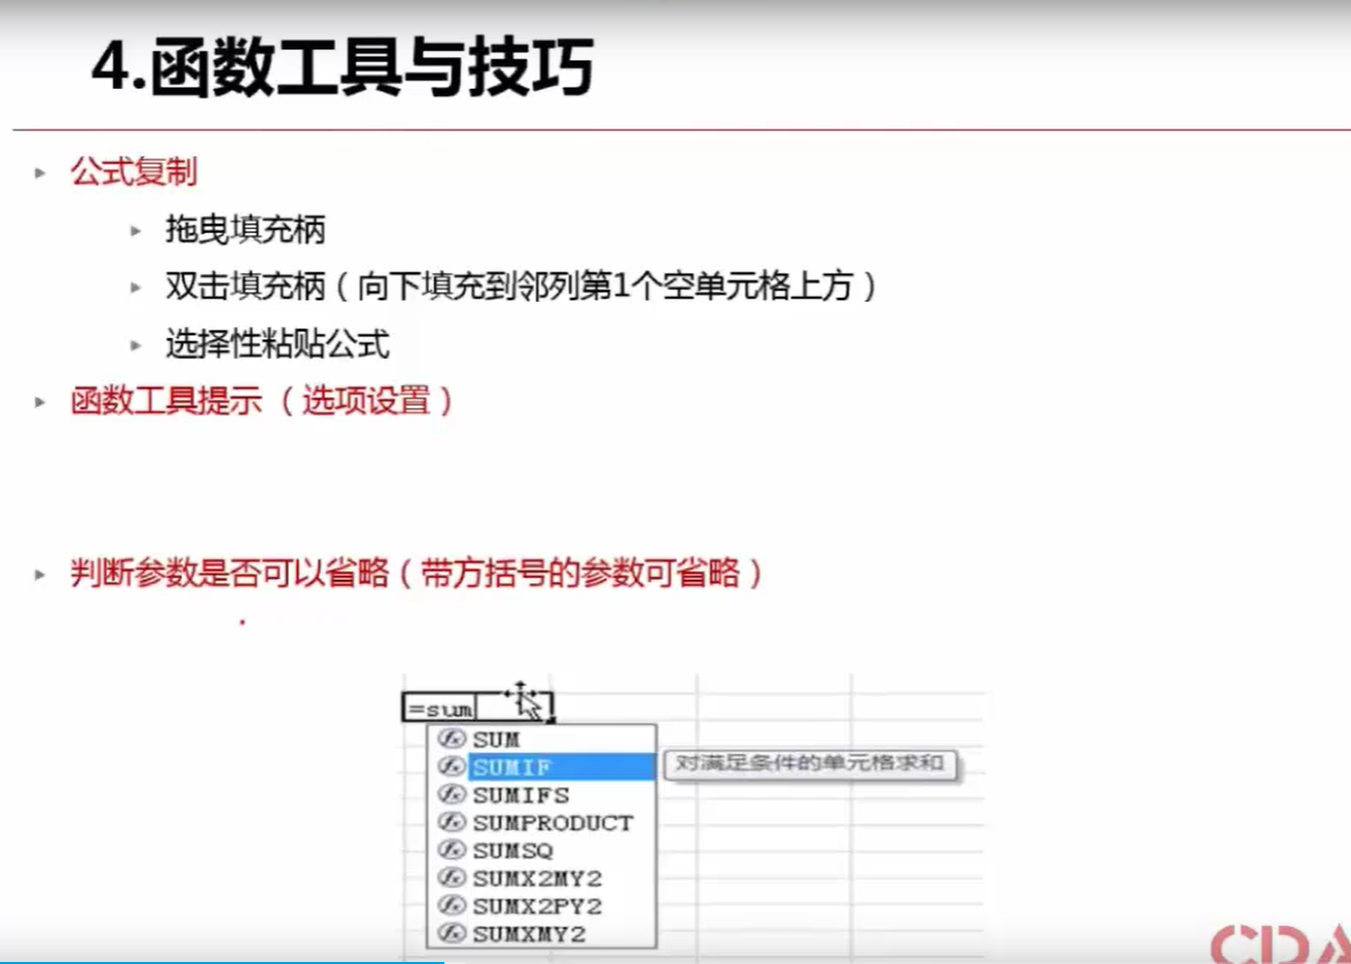 4.函数工具与技巧
公式复制
拖曳填充柄
双击填充柄（向下填充到邻列第1个空单元格上方）
选择性粘贴公式
函数工具提示（选项设置）
判断参数是否可以省略（带方括号的参数可省略）
=sum
SUM
SUMIF
对满足条件的单元格求和
SUMIFS
SUMPRODUCT
SUMSQ
SUMX2MY2
SUMX2PY2
SUMXMY2
CDA